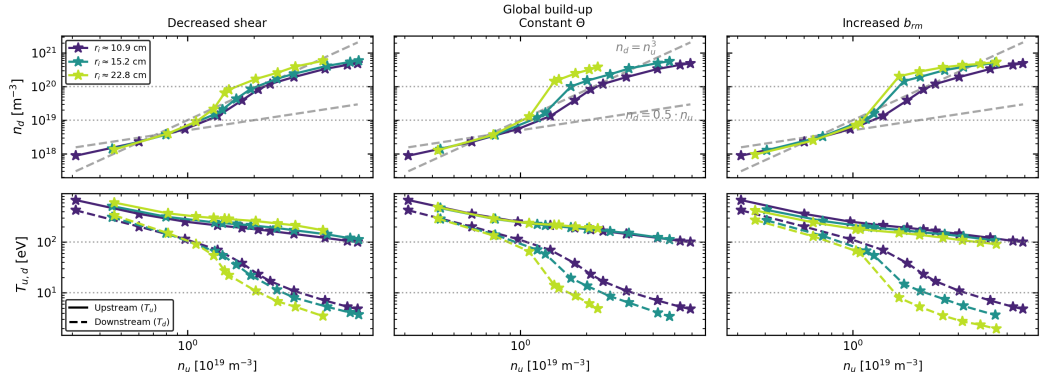 Global build-up
Decreased shear
Constant Θ
Increased b_rm
n_d [m⁻³]
10²¹
10²⁰
10¹⁹
10¹⁸
r_i ≈ 10.9 cm
r_i ≈ 15.2 cm
r_i ≈ 22.8 cm
n_d = n_u³
n_d = 0.5 · n_u
T_u,d [eV]
10²
10¹
Upstream (T_u)
Downstream (T_d)
10⁰
10⁰
10⁰
n_u [10¹⁹ m⁻³]
n_u [10¹⁹ m⁻³]
n_u [10¹⁹ m⁻³]